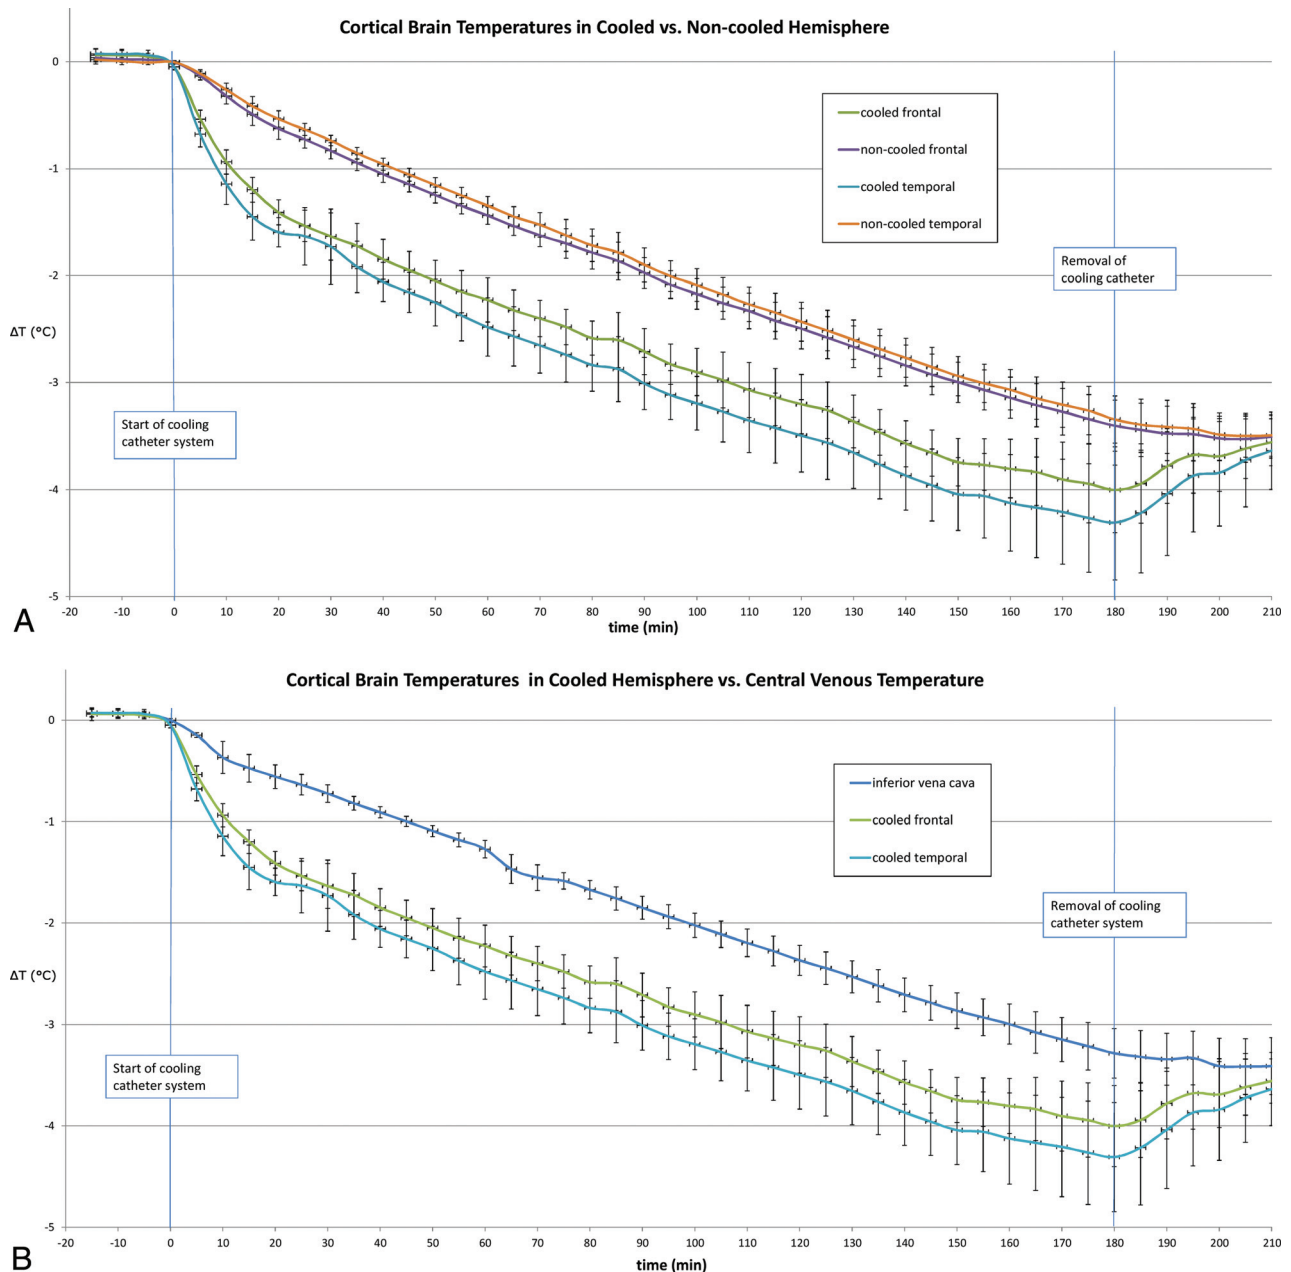 Cortical Brain Temperatures in Cooled vs. Non-cooled Hemisphere
0
-1
-2
-3
-4
-5
ΔT (°C)
cooled frontal
non-cooled frontal
cooled temporal
non-cooled temporal
Removal of
cooling catheter
Start of cooling
catheter system
-20 -10 0 10 20 30 40 50 60 70 80 90 100 110 120 130 140 150 160 170 180 190 200 210
time (min)
A
Cortical Brain Temperatures in Cooled Hemisphere vs. Central Venous Temperature
0
-1
-2
-3
-4
-5
ΔT (°C)
inferior vena cava
cooled frontal
cooled temporal
Removal of cooling
catheter system
Start of cooling
catheter system
-20 -10 0 10 20 30 40 50 60 70 80 90 100 110 120 130 140 150 160 170 180 190 200 210
time (min)
B